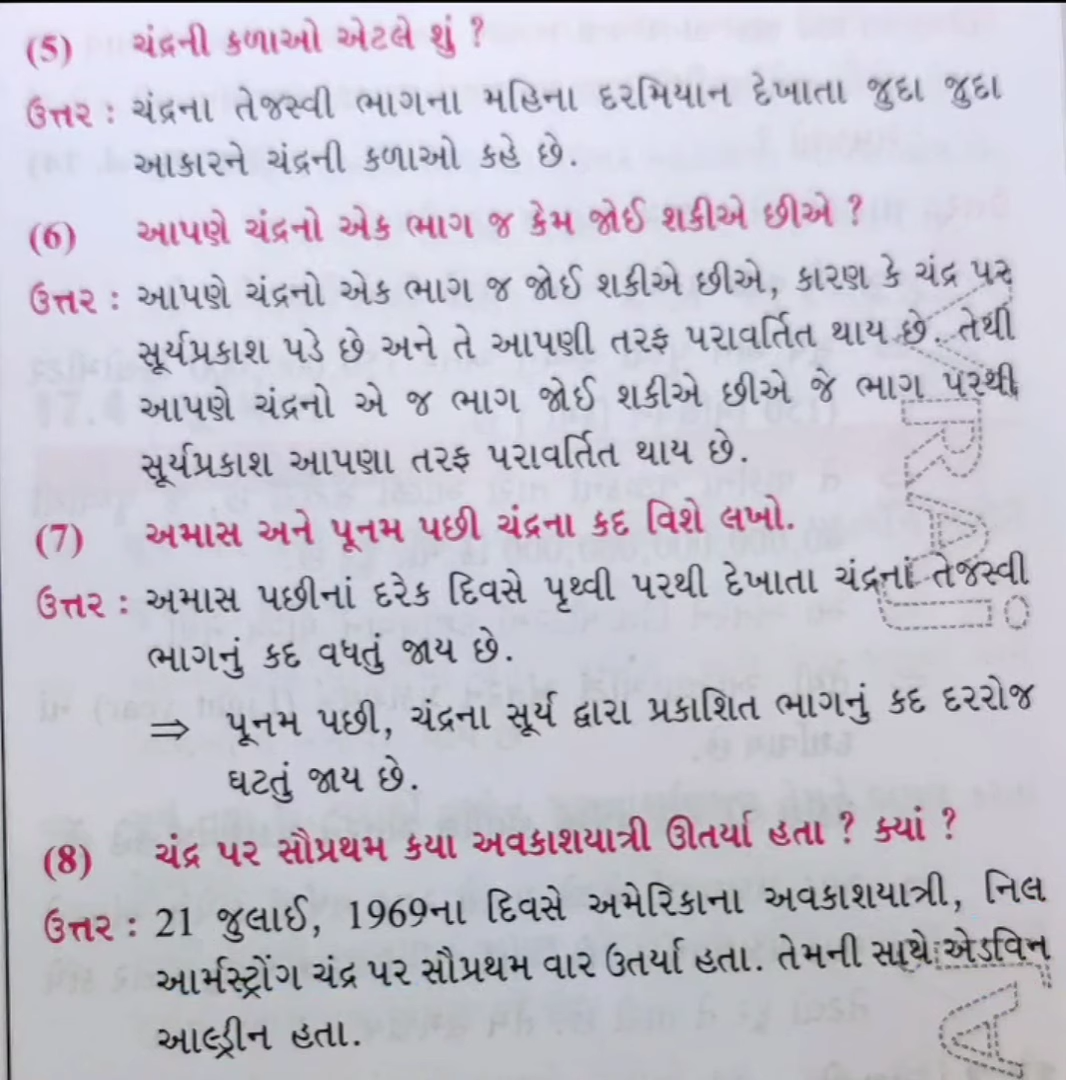 (5) ચંદ્રની કળાઓ એટલે શું ?
ઉત્તર : ચંદ્રના તેજસ્વી ભાગના મહિના દરમિયાન દેખાતા જુદા જુદા
આકારને ચંદ્રની કળાઓ કહે છે.
(6) આપણે ચંદ્રનો એક ભાગ જ કેમ જોઈ શકીએ છીએ ?
ઉત્તર : આપણે ચંદ્રનો એક ભાગ જ જોઈ શકીએ છીએ, કારણ કે ચંદ્ર પર
સૂર્યપ્રકાશ પડે છે અને તે આપણી તરફ પરાવર્તિત થાય છે. તેથી
આપણે ચંદ્રનો એ જ ભાગ જોઈ શકીએ છીએ જે ભાગ પરથી
સૂર્યપ્રકાશ આપણા તરફ પરાવર્તિત થાય છે.
(7) અમાસ અને પૂનમ પછી ચંદ્રના કદ વિશે લખો.
ઉત્તર : અમાસ પછીનાં દરેક દિવસે પૃથ્વી પરથી દેખાતા ચંદ્રનાં તેજસ્વી
ભાગનું કદ વધતું જાય છે.
⇒ પૂનમ પછી, ચંદ્રના સૂર્ય દ્વારા પ્રકાશિત ભાગનું કદ દરરોજ
ઘટતું જાય છે.
(8) ચંદ્ર પર સૌપ્રથમ કયા અવકાશયાત્રી ઊતર્યા હતા ? ક્યાં ?
ઉત્તર : 21 જુલાઈ, 1969ના દિવસે અમેરિકાના અવકાશયાત્રી, નિલ
આર્મસ્ટ્રોંગ ચંદ્ર પર સૌપ્રથમ વાર ઉતર્યા હતા. તેમની સાથે એડવિન
આલ્ડ્રીન હતા.